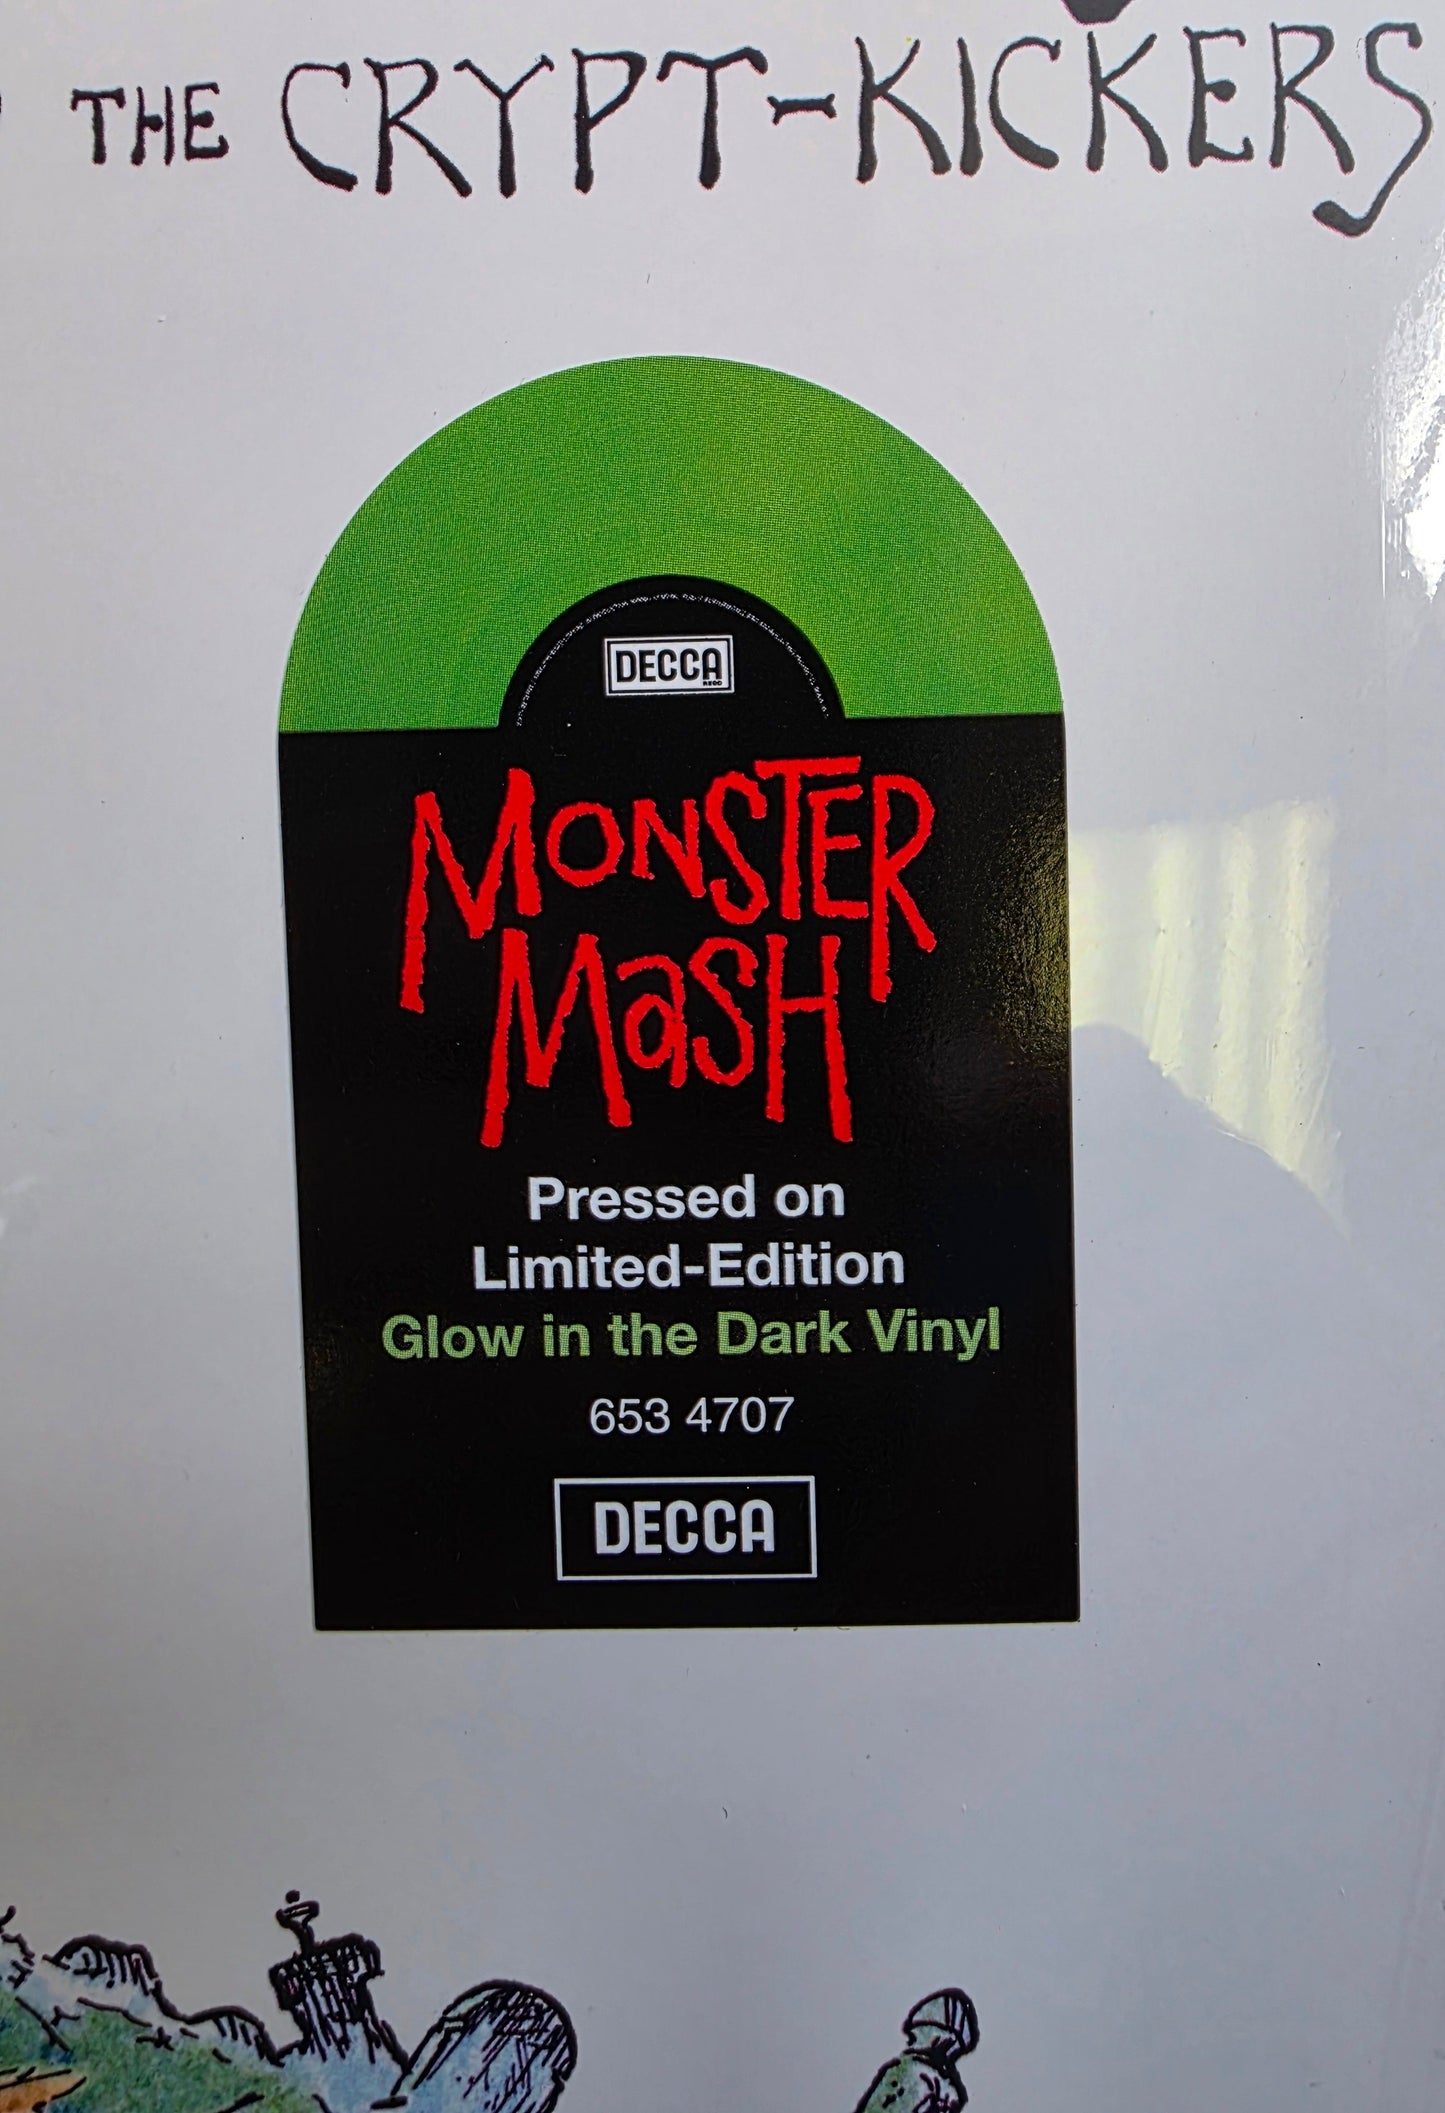 THE CRYPT-KICKERS
DECCA
MONSTER
MaSH
Pressed on
Limited-Edition
Glow in the Dark Vinyl
653 4707
DECCA